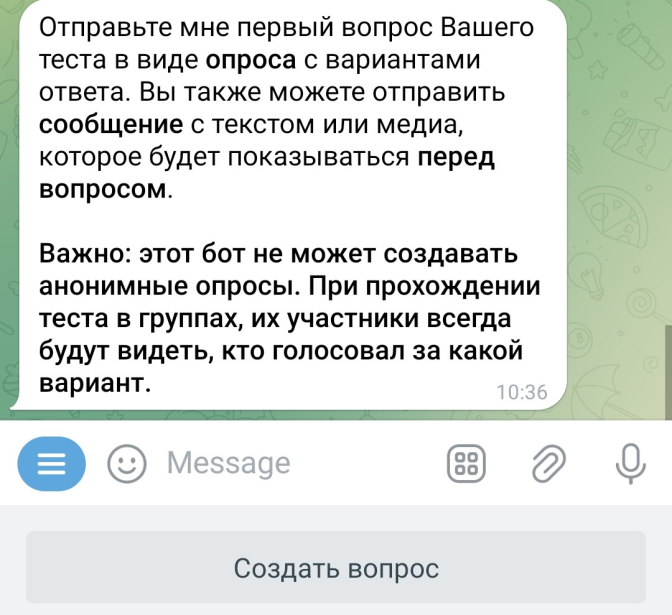 Отправьте мне первый вопрос Вашего
теста в виде опроса с вариантами
ответа. Вы также можете отправить
сообщение с текстом или медиа,
которое будет показываться перед
вопросом.
Важно: этот бот не может создавать
анонимные опросы. При прохождении
теста в группах, их участники всегда
будут видеть, кто голосовал за какой
вариант.
10:36
Message
Создать вопрос